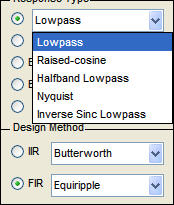 Response Type
Lowpass
Lowpass
Raised-cosine
Halfband Lowpass
Nyquist
Inverse Sinc Lowpass
Design Method
IIR Butterworth
FIR Equiripple